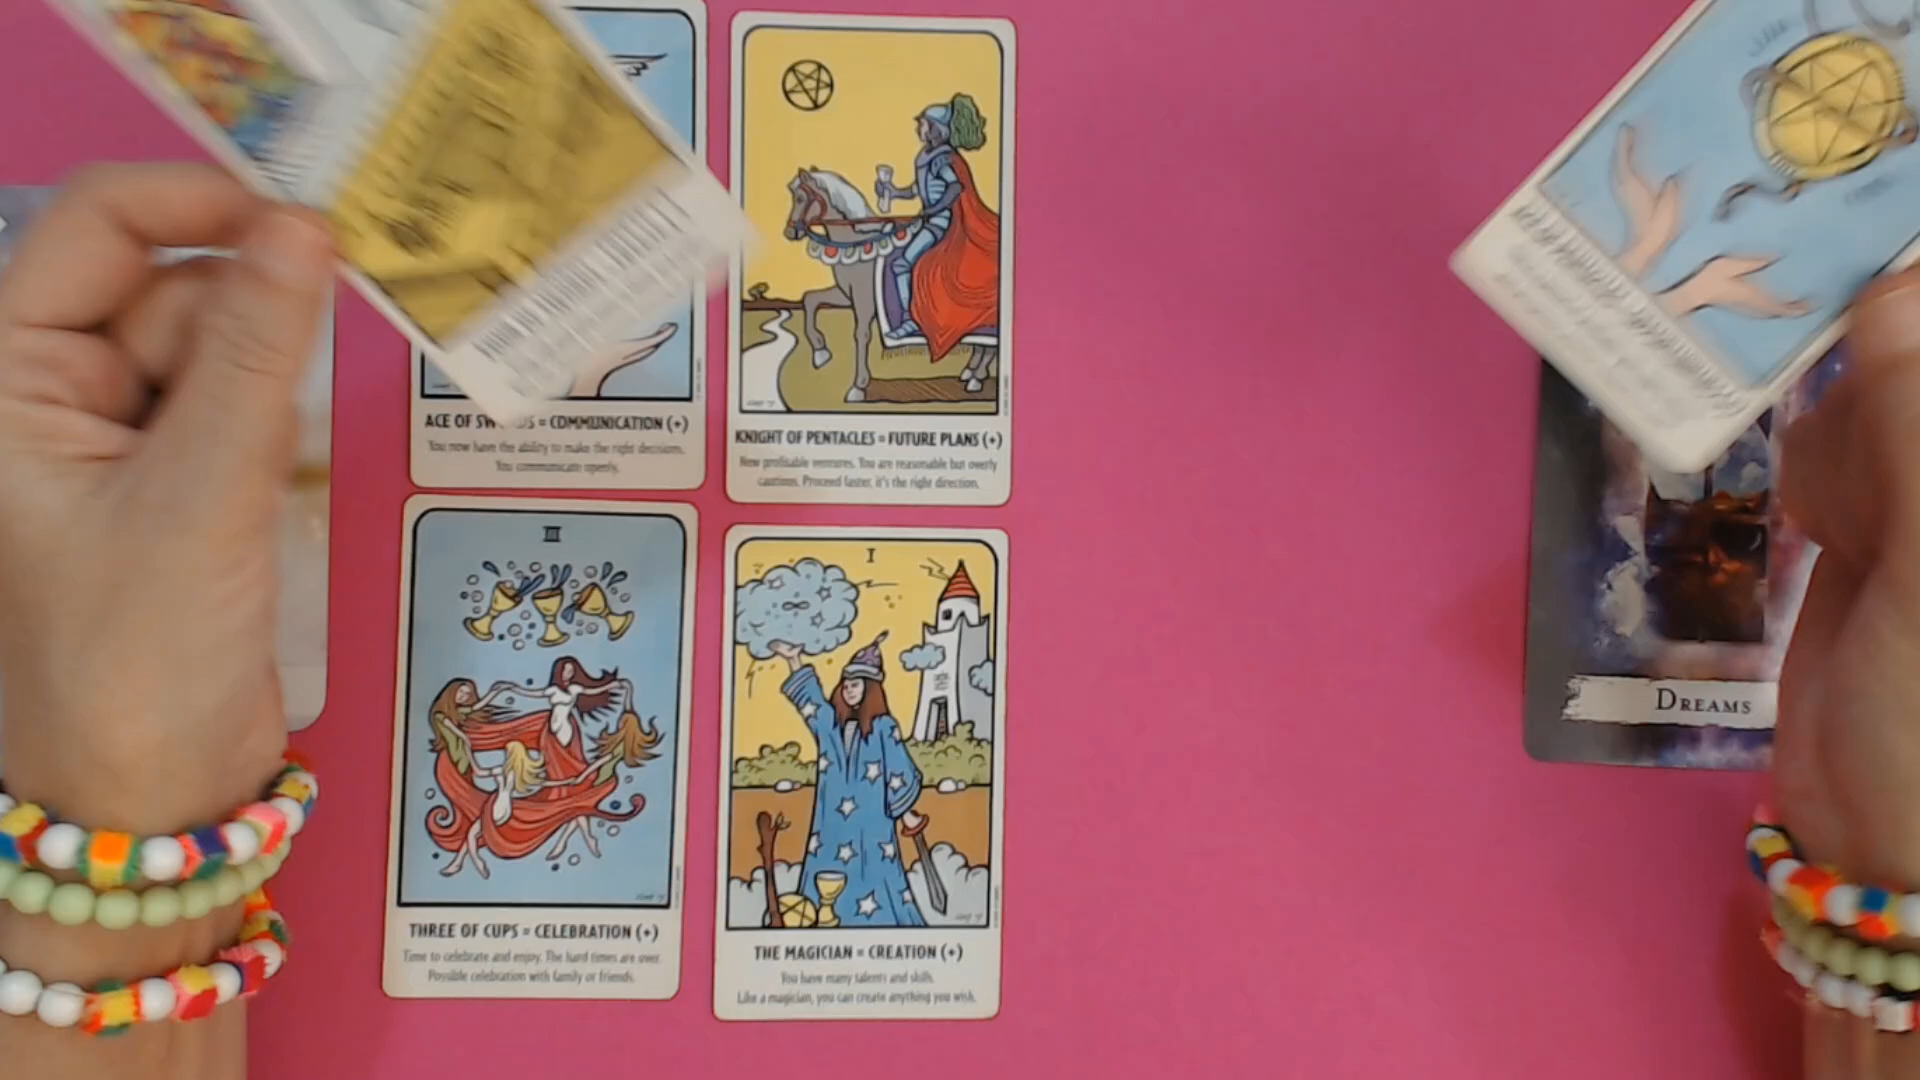 ACE OF SW DS = COMMUNICATION (+)
You now have the ability to make the right decisions.
You communicate openly.
KNIGHT OF PENTACLES = FUTURE PLANS (+)
New profitable ventures. You are reasonable but overly
cautious. Proceed faster, it's the right direction.
III
THREE OF CUPS = CELEBRATION (+)
Time to celebrate and enjoy. The hard times are over.
Possible celebration with family or friends.
I
THE MAGICIAN = CREATION (+)
You have many talents and skills.
Like a magician, you can create anything you wish.
DREAMS